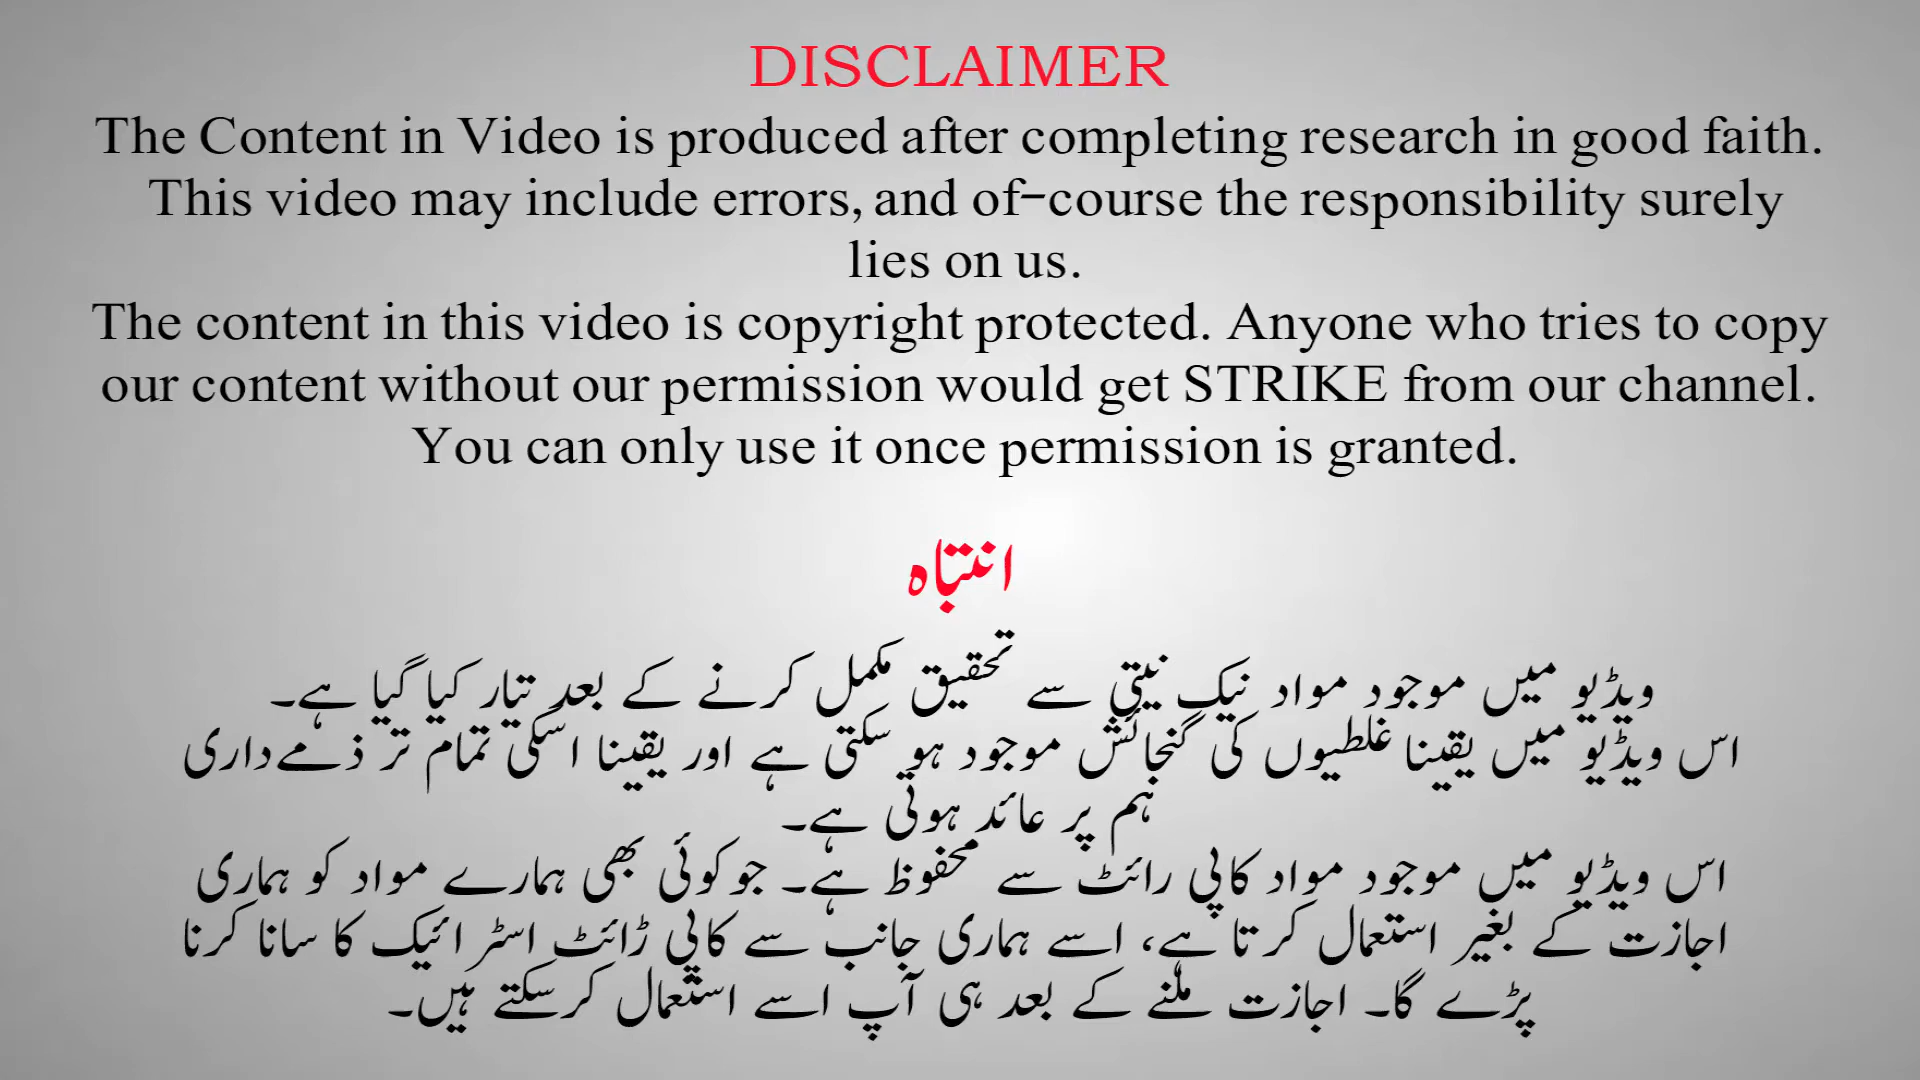 DISCLAIMER
The Content in Video is produced after completing research in good faith.
This video may include errors, and of-course the responsibility surely
lies on us.
The content in this video is copyright protected. Anyone who tries to copy
our content without our permission would get STRIKE from our channel.
You can only use it once permission is granted.
انتباہ
ویڈیو میں موجود مواد نیک نیتی سے تحقیق مکمل کرنے کے بعد تیار کیا گیا ہے۔
اس ویڈیو میں یقینا غلطیوں کی گنجائش موجود ہو سکتی ہے اور یقینا اسکی تمام تر ذمے داری
ہم پر عائد ہوتی ہے۔
اس ویڈیو میں موجود مواد کاپی رائٹ سے محفوظ ہے۔ جو کوئی بھی ہمارے مواد کو ہماری
اجازت کے بغیر استعمال کرتا ہے، اسے ہماری جانب سے کاپی ڑائٹ اسٹرائیک کا سانا کرنا
پڑے گا۔ اجازت ملنے کے بعد ہی آپ اسے استعمال کرسکتے ہیں۔